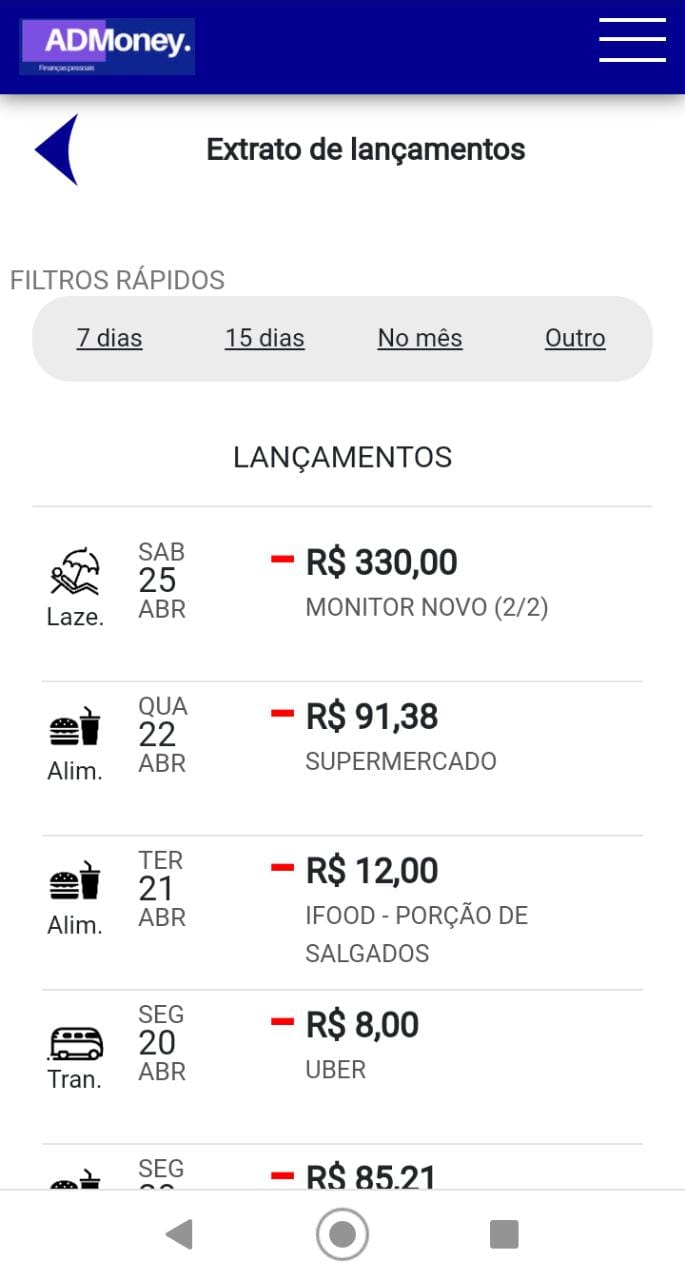 ADMoney.
Finanças pessoais
Extrato de lançamentos
FILTROS RÁPIDOS
7 dias 15 dias No mês Outro
LANÇAMENTOS
SAB
25
ABR
Laze.
R$ 330,00
MONITOR NOVO (2/2)
QUA
22
ABR
Alim.
R$ 91,38
SUPERMERCADO
TER
21
ABR
Alim.
R$ 12,00
IFOOD - PORÇÃO DE
SALGADOS
SEG
20
ABR
Tran.
R$ 8,00
UBER
SEG
R$ 85,21